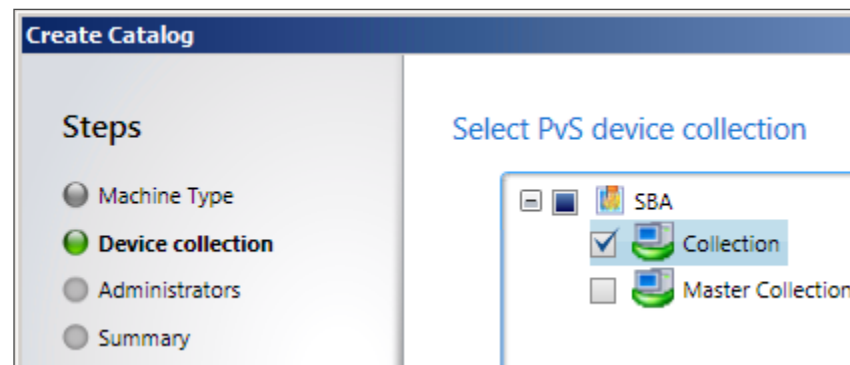 Create Catalog
Steps
Machine Type
Device collection
Administrators
Summary
Select PvS device collection
SBA
Collection
Master Collection